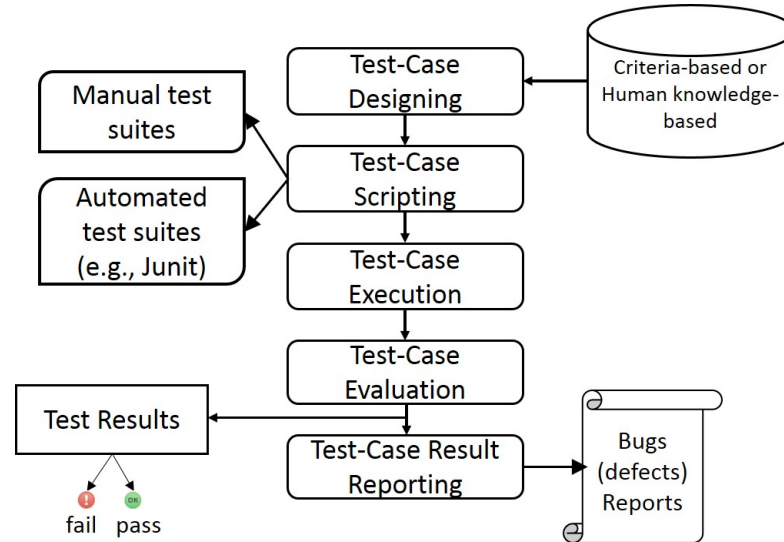 Test-Case
Designing
Criteria-based or
Human knowledge-
based
Manual test
suites
Test-Case
Scripting
Automated
test suites
(e.g., Junit)
Test-Case
Execution
Test-Case
Evaluation
Test Results
!
OK
fail
pass
Test-Case Result
Reporting
Bugs
(defects)
Reports